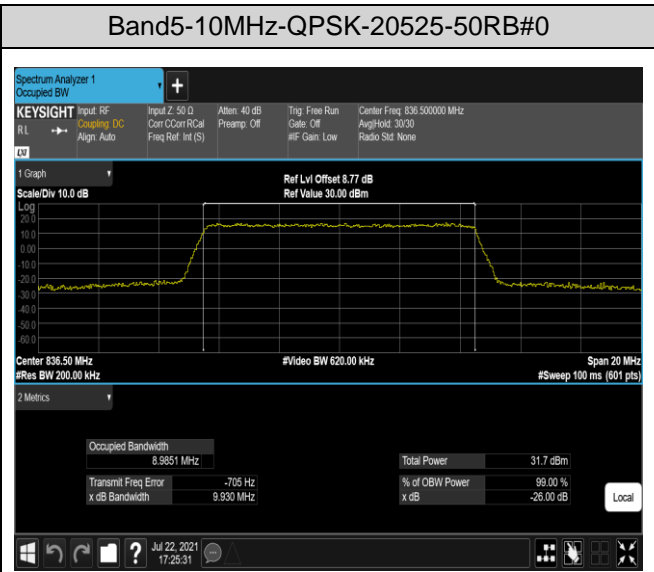 Band5-10MHz-QPSK-20525-50RB#0
Spectrum Analyzer 1
Occupied BW
+
KEYSIGHT Input: RF Input Z: 50 Ω Atten: 40 dB Trig: Free Run Center Freq: 836.500000 MHz
RL Coupling: DC Corr CCorr RCal Preamp: Off Gate: Off Avg|Hold: 30/30
Align: Auto Freq Ref: Int (S) #IF Gain: Low Radio Std: None
LXI
1 Graph
Ref Lvl Offset 8.77 dB
Scale/Div 10.0 dB Ref Value 30.00 dBm
Log
20.0
10.0
0.00
-10.0
-20.0
-30.0
-40.0
-50.0
-60.0
Center 836.50 MHz #Video BW 620.00 kHz Span 20 MHz
#Res BW 200.00 kHz #Sweep 100 ms (601 pts)
2 Metrics
Occupied Bandwidth
8.9851 MHz Total Power 31.7 dBm
Transmit Freq Error -705 Hz % of OBW Power 99.00 %
x dB Bandwidth 9.930 MHz x dB -26.00 dB
Local
? Jul 22, 2021
17:25:31